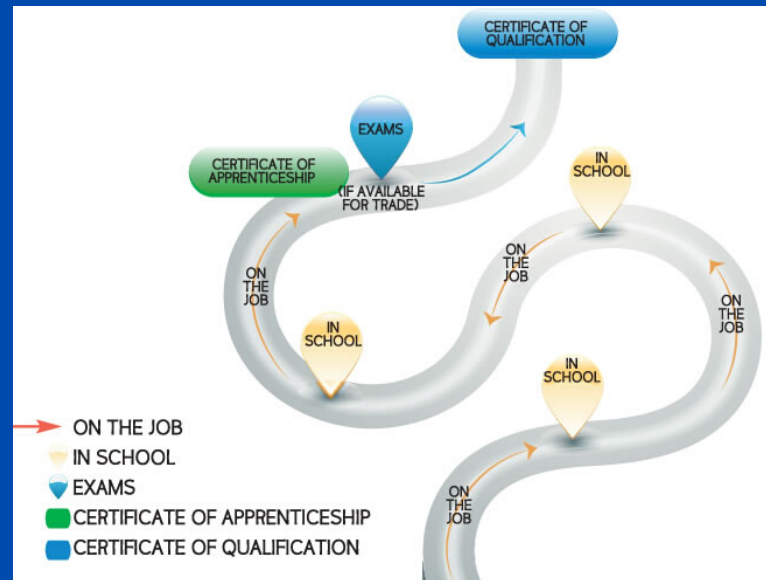 CERTIFICATE OF
QUALIFICATION
EXAMS
CERTIFICATE OF
APPRENTICESHIP
(IF AVAILABLE
FOR TRADE)
IN
SCHOOL
ON
THE
JOB
ON
THE
JOB
ON
THE
JOB
IN
SCHOOL
IN
SCHOOL
ON
THE
JOB
ON THE JOB
IN SCHOOL
EXAMS
CERTIFICATE OF APPRENTICESHIP
CERTIFICATE OF QUALIFICATION